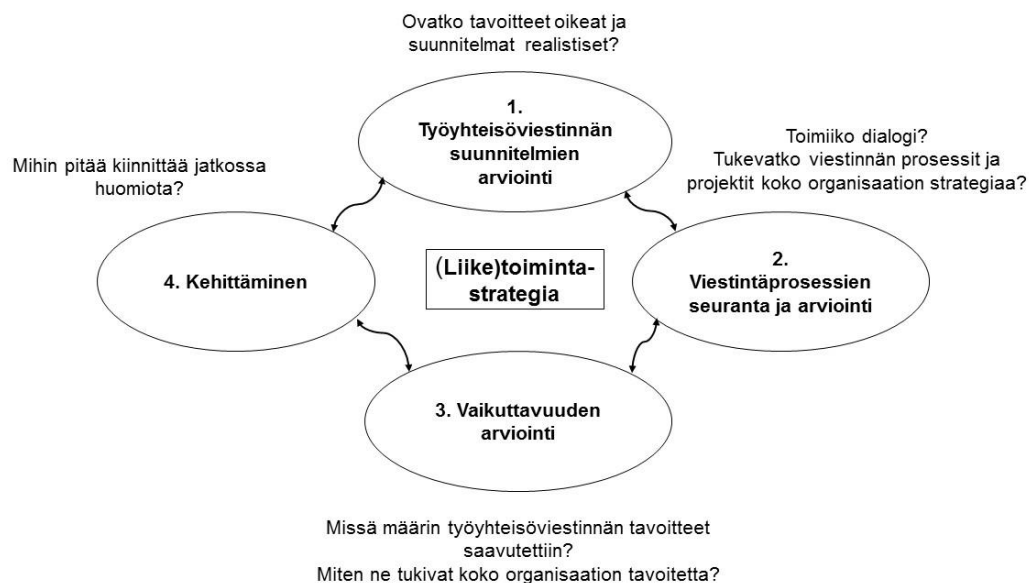 Ovatko tavoitteet oikeat ja
suunnitelmat realistiset?
1.
Työyhteisöviestinnän
suunnitelmien
arviointi
Toimiiko dialogi?
Tukevatko viestinnän prosessit ja
projektit koko organisaation strategiaa?
Mihin pitää kiinnittää jatkossa
huomiota?
(Liike)toiminta-
strategia
2.
Viestintäprosessien
seuranta ja arviointi
4. Kehittäminen
3. Vaikuttavuuden
arviointi
Missä määrin työyhteisöviestinnän tavoitteet
saavutettiin?
Miten ne tukivat koko organisaation tavoitetta?